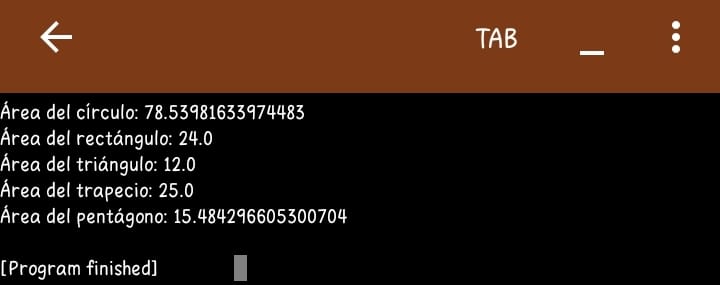 TAB
Área del círculo: 78.53981633974483
Área del rectángulo: 24.0
Área del triángulo: 12.0
Área del trapecio: 25.0
Área del pentágono: 15.484296605300704
[Program finished]